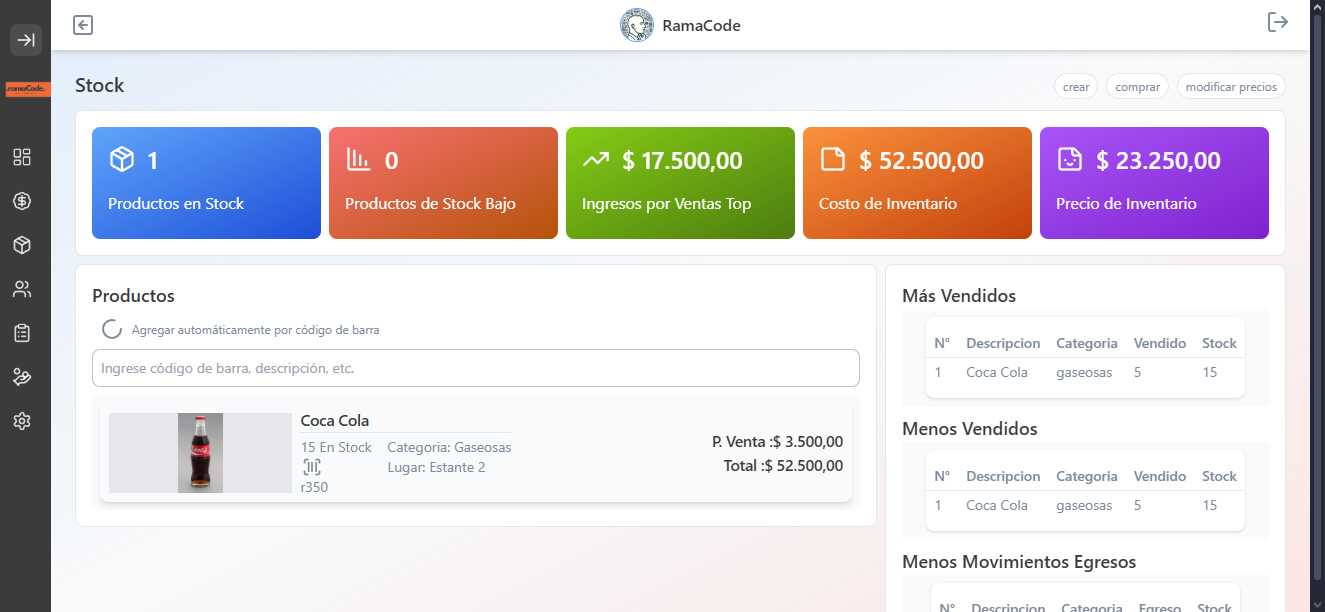 RamaCode
.ramaCode.
Stock
crear
comprar
modificar precios
1
Productos en Stock
0
Productos de Stock Bajo
$ 17.500,00
Ingresos por Ventas Top
$ 52.500,00
Costo de Inventario
$ 23.250,00
Precio de Inventario
Productos
Agregar automáticamente por código de barra
Ingrese código de barra, descripción, etc.
Coca Cola
15 En Stock
Categoria: Gaseosas
Lugar: Estante 2
r350
P. Venta :$ 3.500,00
Total :$ 52.500,00
Más Vendidos
N° Descripcion Categoria Vendido Stock
1 Coca Cola gaseosas 5 15
Menos Vendidos
N° Descripcion Categoria Vendido Stock
1 Coca Cola gaseosas 5 15
Menos Movimientos Egresos
N° Descripcion Categoria Egreso Stock